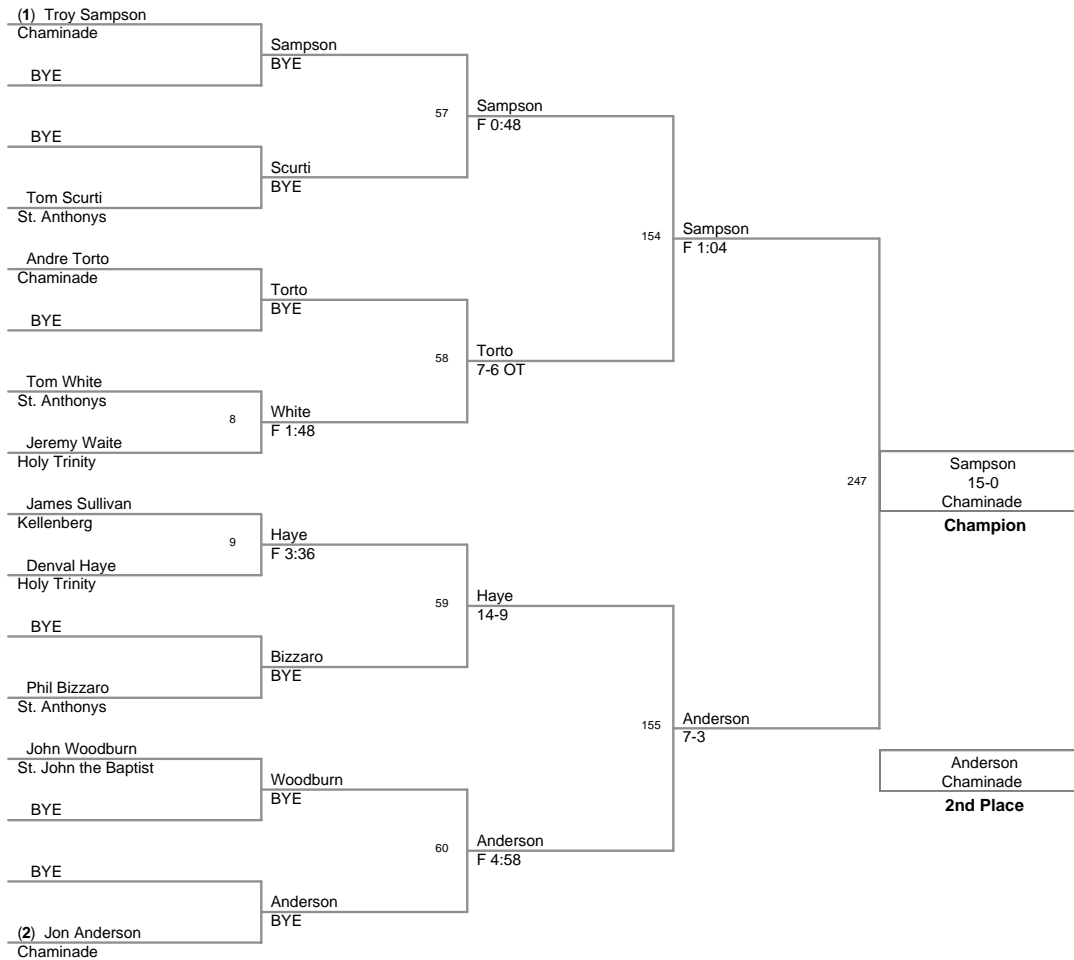 (1) Troy Sampson
Chaminade
BYE
BYE
Tom Scurti
St. Anthonys
Andre Torto
Chaminade
BYE
Tom White
St. Anthonys
8
Jeremy Waite
Holy Trinity
James Sullivan
Kellenberg
9
Denval Haye
Holy Trinity
BYE
Phil Bizzaro
St. Anthonys
John Woodburn
St. John the Baptist
BYE
BYE
(2) Jon Anderson
Chaminade
Sampson
BYE
57
Scurti
BYE
Torto
BYE
58
White
F 1:48
Haye
F 3:36
59
Bizzaro
BYE
Woodburn
BYE
60
Anderson
BYE
Sampson
F 0:48
154
Torto
7-6 OT
Haye
14-9
155
Anderson
F 4:58
Sampson
F 1:04
247
Anderson
7-3
Sampson
15-0
Chaminade
Champion
Anderson
Chaminade
2nd Place